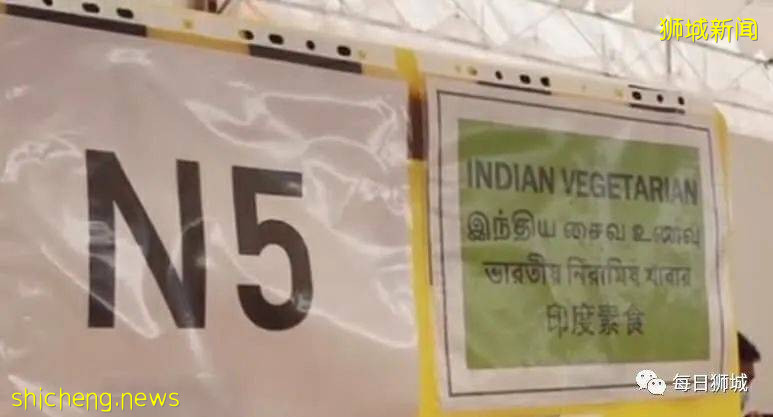 狮城新闻
N5
INDIAN VEGETARIAN
இந்திய சைவ உணவு
ভারতীয় নিরামিষ খাবার
印度素食
每日狮城
shicheng.news